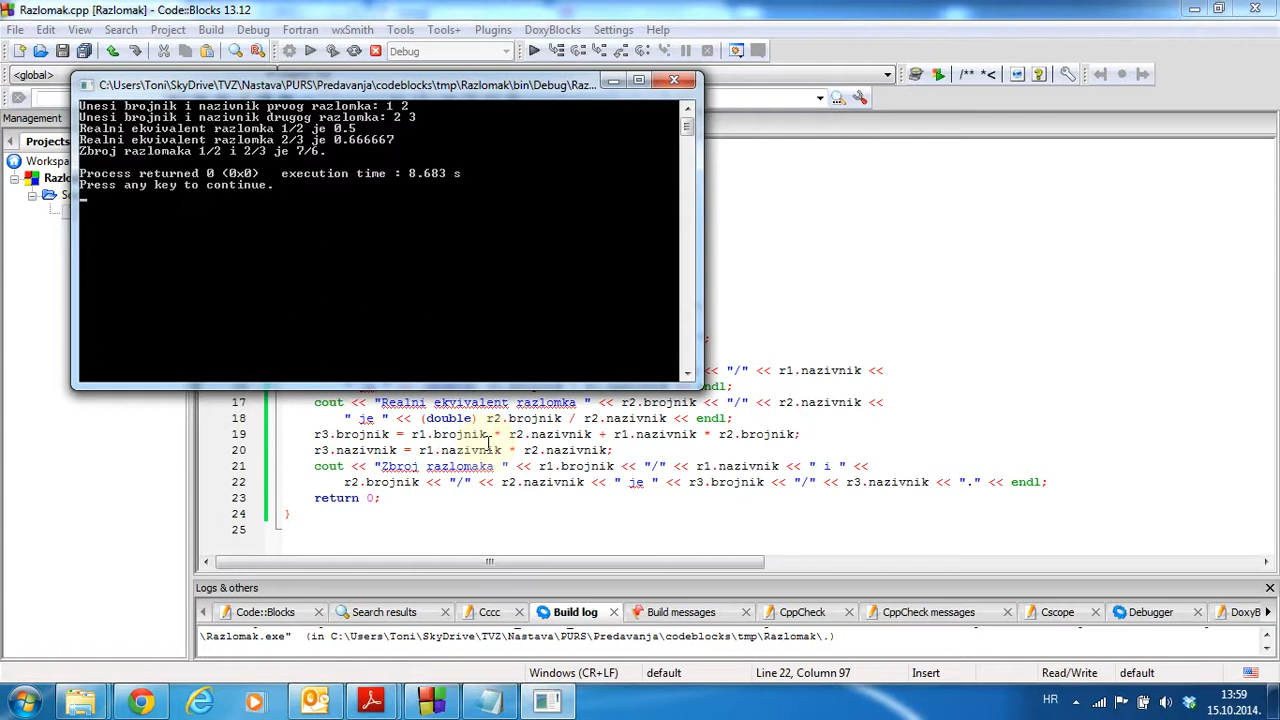 Razlomak.cpp [Razlomak] - Code::Blocks 13.12
File Edit View Search Project Build Debug Fortran wxSmith Tools Tools+ Plugins DoxyBlocks Settings Help
Debug
<global>
/** *<
C:\Users\Toni\SkyDrive\TVZ\Nastava\PURS\Predavanja\codeblocks\tmp\Razlomak\bin\Debug\Raz...
Unesi brojnik i nazivnik prvog razlomka: 1 2
Unesi brojnik i nazivnik drugog razlomka: 2 3
Realni ekvivalent razlomka 1/2 je 0.5
Realni ekvivalent razlomka 2/3 je 0.666667
Zbroj razlomaka 1/2 i 2/3 je 7/6.
Process returned 0 (0x0) execution time : 8.683 s
Press any key to continue.
Management
Projects
Workspa
Razlo
So
"/" << r1.nazivnik <<
endl;
17 cout << "Realni ekvivalent razlomka " << r2.brojnik << "/" << r2.nazivnik <<
18 " je " << (double) r2.brojnik / r2.nazivnik << endl;
19 r3.brojnik = r1.brojnik * r2.nazivnik + r1.nazivnik * r2.brojnik;
20 r3.nazivnik = r1.nazivnik * r2.nazivnik;
21 cout << "Zbroj razlomaka " << r1.brojnik << "/" << r1.nazivnik << " i " <<
22 r2.brojnik << "/" << r2.nazivnik << " je " << r3.brojnik << "/" << r3.nazivnik << "." << endl;
23 return 0;
24 }
25
Logs & others
Code::Blocks Search results Cccc Build log Build messages CppCheck CppCheck messages Cscope Debugger DoxyB
\Razlomak.exe" (in C:\Users\Toni\SkyDrive\TVZ\Nastava\PURS\Predavanja\codeblocks\tmp\Razlomak\.)
Windows (CR+LF) default Line 22, Column 97 Insert Read/Write default
HR
13:59
15.10.2014.